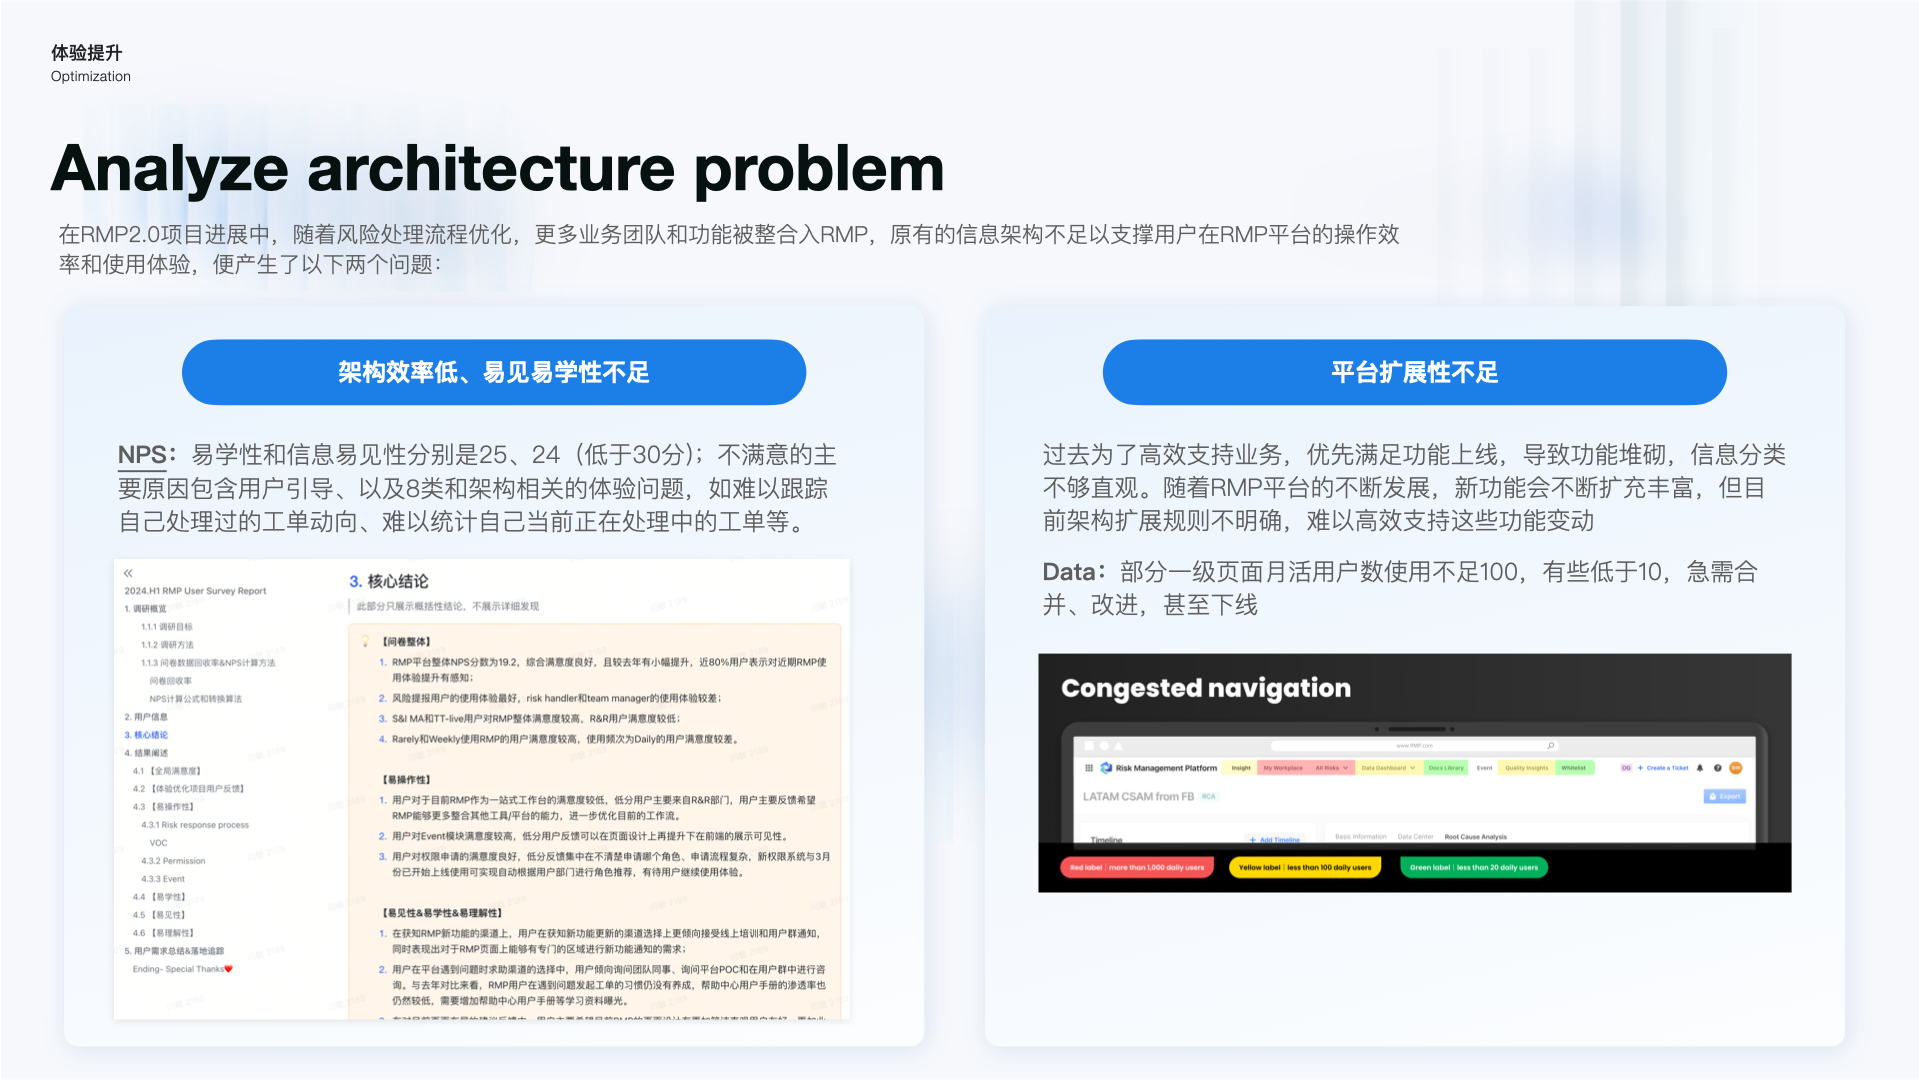 体验提升
Optimization
Analyze architecture problem
在RMP2.0项目进展中，随着风险处理流程优化，更多业务团队和功能被整合入RMP，原有的信息架构不足以支撑用户在RMP平台的操作效
率和使用体验，便产生了以下两个问题：
架构效率低、易见易学性不足
NPS：易学性和信息易见性分别是25、24（低于30分）；不满意的主
要原因包含用户引导、以及8类和架构相关的体验问题，如难以跟踪
自己处理过的工单动向、难以统计自己当前正在处理中的工单等。
2024.H1 RMP User Survey Report
1. 调研概览
1.1.1 调研目标
1.1.2 调研方法
1.1.3 问卷数据回收率&NPS计算方法
问卷回收率
NPS计算公式和转换算法
2. 用户信息
3. 核心结论
4. 结果阐述
4.1 【全局满意度】
4.2 【体验优化项目用户反馈】
4.3 【易操作性】
4.3.1 Risk response process
VOC
4.3.2 Permission
4.3.3 Event
4.4 【易学性】
4.5 【易见性】
4.6 【易理解性】
5. 用户需求总结&落地追踪
Ending- Special Thanks❤️
3. 核心结论
此部分只展示概括性结论，不展示详细发现
【问卷整体】
1. RMP平台整体NPS分数为19.2，综合满意度良好，且较去年有小幅提升，近80%用户表示对近期RMP使
用体验提升有感知；
2. 风险提报用户的使用体验最好，risk handler和team manager的使用体验较差；
3. S&I MA和TT-live用户对RMP整体满意度较高，R&R用户满意度较低；
4. Rarely和Weekly使用RMP的用户满意度较高，使用频次为Daily的用户满意度较差。
【易操作性】
1. 用户对于目前RMP作为一站式工作台的满意度较低，低分用户主要来自R&R部门，用户主要反馈希望
RMP能够更多整合其他工具/平台的能力，进一步优化目前的工作流。
2. 用户对Event模块满意度较高，低分用户反馈可以在页面设计上再提升下在前端的展示可见性。
3. 用户对权限申请的满意度良好，低分反馈集中在不清楚申请哪个角色、申请流程复杂，新权限系统与3月
份已开始上线使用可实现自动根据用户部门进行角色推荐，有待用户继续使用体验。
【易见性&易学性&易理解性】
1. 在获知RMP新功能的渠道上，用户在获知新功能更新的渠道选择上更倾向接受线上培训和用户群通知，
同时表现出对于RMP页面上能够有专门的区域进行新功能通知的需求；
2. 用户在平台遇到问题时求助渠道的选择中，用户倾向询问团队同事、询问平台POC和在用户群中进行咨
询。与去年对比来看，RMP用户在遇到问题发起工单的习惯仍没有养成，帮助中心用户手册的渗透率也
仍然较低，需要增加帮助中心用户手册等学习资料曝光。
平台扩展性不足
过去为了高效支持业务，优先满足功能上线，导致功能堆砌，信息分类
不够直观。随着RMP平台的不断发展，新功能会不断扩充丰富，但目
前架构扩展规则不明确，难以高效支持这些功能变动
Data：部分一级页面月活用户数使用不足100，有些低于10，急需合
并、改进，甚至下线
Congested navigation
www.RMP.com
Risk Management Platform Insight My Workplace All Risks Data Dashboard Docs Library Event Quality Insights Whitelist DG + Create a Ticket
LATAM CSAM from FB RCA Export
Timeline + Add Timeline Basic Information Data Center Root Cause Analysis
Red label | more than 1,000 daily users Yellow label | less than 100 daily users Green label | less than 20 daily users